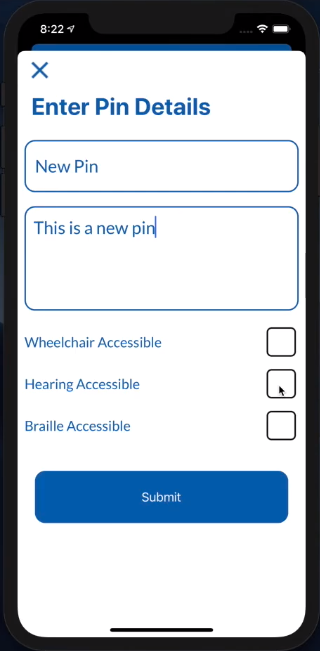 8:22
Enter Pin Details
New Pin
This is a new pin
Wheelchair Accessible
Hearing Accessible
Braille Accessible
Submit